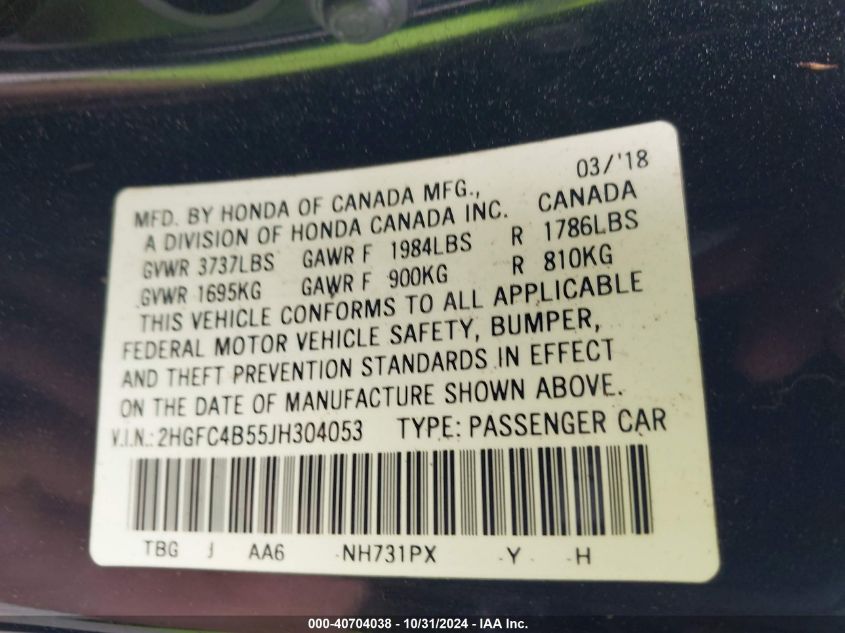 03/'18
MFD. BY HONDA OF CANADA MFG., CANADA
A DIVISION OF HONDA CANADA INC.
GVWR 3737LBS GAWR F 1984LBS R 1786LBS
GVWR 1695KG GAWR F 900KG R 810KG
THIS VEHICLE CONFORMS TO ALL APPLICABLE
FEDERAL MOTOR VEHICLE SAFETY, BUMPER,
AND THEFT PREVENTION STANDARDS IN EFFECT
ON THE DATE OF MANUFACTURE SHOWN ABOVE.
V.I.N.:2HGFC4B55JH304053 TYPE: PASSENGER CAR
TBG J AA6 -NH731PX -Y -H
000-40704038 - 10/31/2024 - IAA Inc.